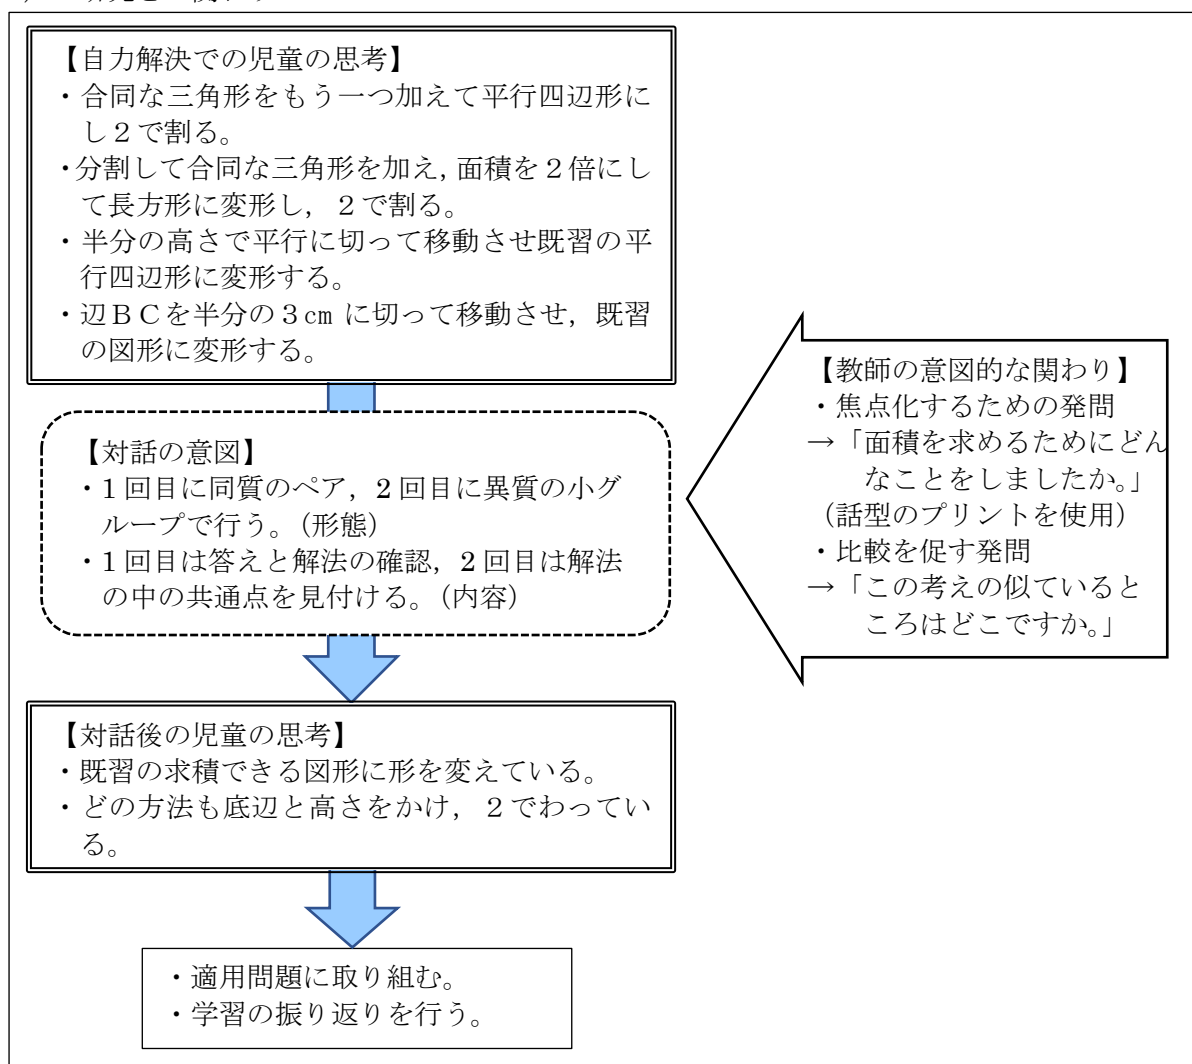 【自力解決での児童の思考】
・合同な三角形をもう一つ加えて平行四辺形に
し２で割る。
・分割して合同な三角形を加え，面積を２倍にし
て長方形に変形し，２で割る。
・半分の高さで平行に切って移動させ既習の平
行四辺形に変形する。
・辺ＢＣを半分の３㎝に切って移動させ，既習
の図形に変形する。
【対話の意図】
・１回目に同質のペア，２回目に異質の小グ
ループで行う。（形態）
・１回目は答えと解法の確認，２回目は解法
の中の共通点を見付ける。（内容）
【教師の意図的な関わり】
・焦点化するための発問
→「面積を求めるためにどん
なことをしましたか。」
（話型のプリントを使用）
・比較を促す発問
→「この考えの似ていると
ころはどこですか。」
【対話後の児童の思考】
・既習の求積できる図形に形を変えている。
・どの方法も底辺と高さをかけ，２でわってい
る。
・適用問題に取り組む。
・学習の振り返りを行う。